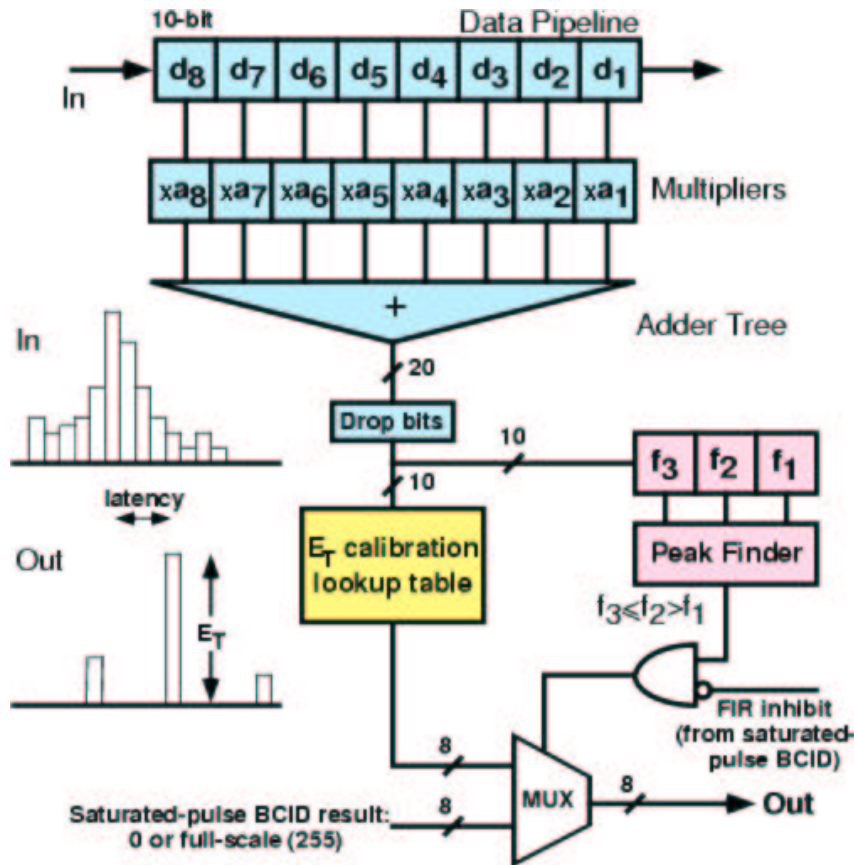 10-bit
Data Pipeline
In
d8 d7 d6 d5 d4 d3 d2 d1
xa8 xa7 xa6 xa5 xa4 xa3 xa2 xa1
Multipliers
+
Adder Tree
In
20
Drop bits
10
10
f3 f2 f1
latency
ET calibration
lookup table
Peak Finder
Out
ET
f3⩽f2>f1
FIR inhibit
(from saturated-
pulse BCID)
8
MUX
8
Out
Saturated-pulse BCID result:
0 or full-scale (255)
8